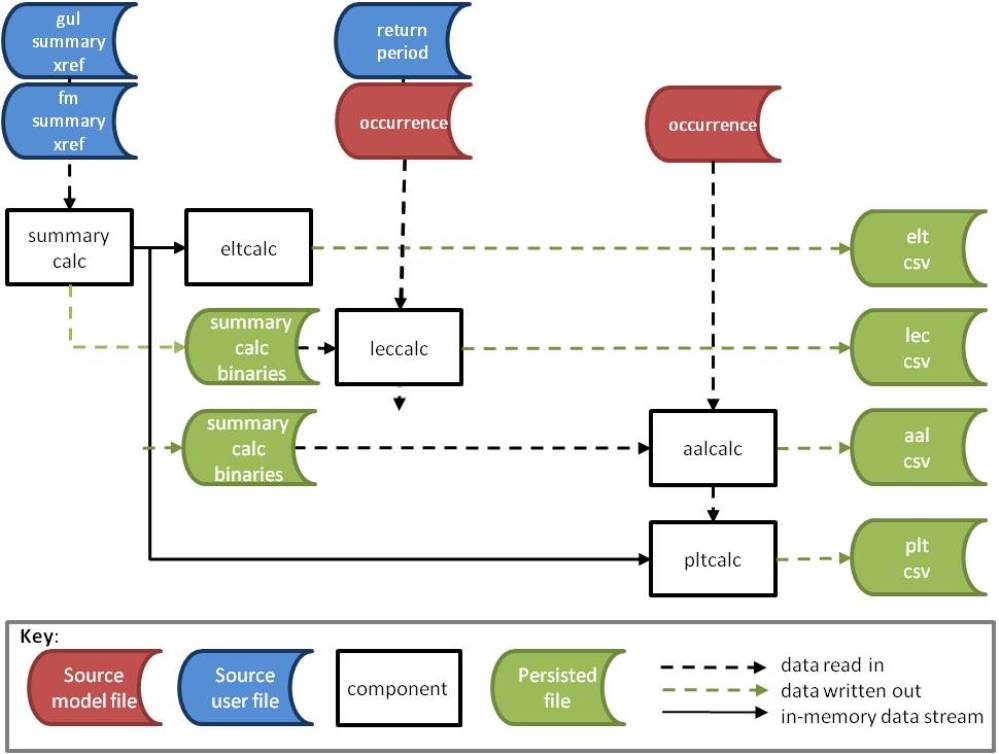 gul
summary
xref
fm
summary
xref
return
period
occurrence
occurrence
summary
calc
eltcalc
elt
csv
summary
calc
binaries
leccalc
lec
csv
summary
calc
binaries
aalcalc
aal
csv
pltcalc
plt
csv
Key:
Source
model file
Source
user file
component
Persisted
file
data read in
data written out
in-memory data stream